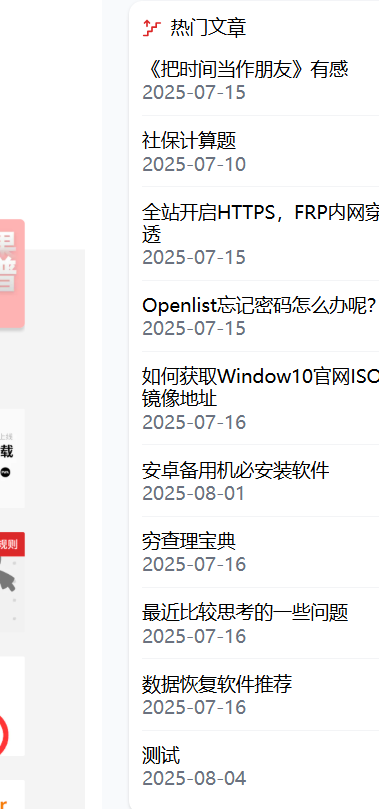 热门文章
《把时间当作朋友》有感
2025-07-15
社保计算题
2025-07-10
全站开启HTTPS，FRP内网穿
透
2025-07-15
Openlist忘记密码怎么办呢？
2025-07-15
如何获取Window10官网ISO
镜像地址
2025-07-16
安卓备用机必安装软件
2025-08-01
穷查理宝典
2025-07-16
最近比较思考的一些问题
2025-07-16
数据恢复软件推荐
2025-07-16
测试
2025-08-04
普
上线
载
规则